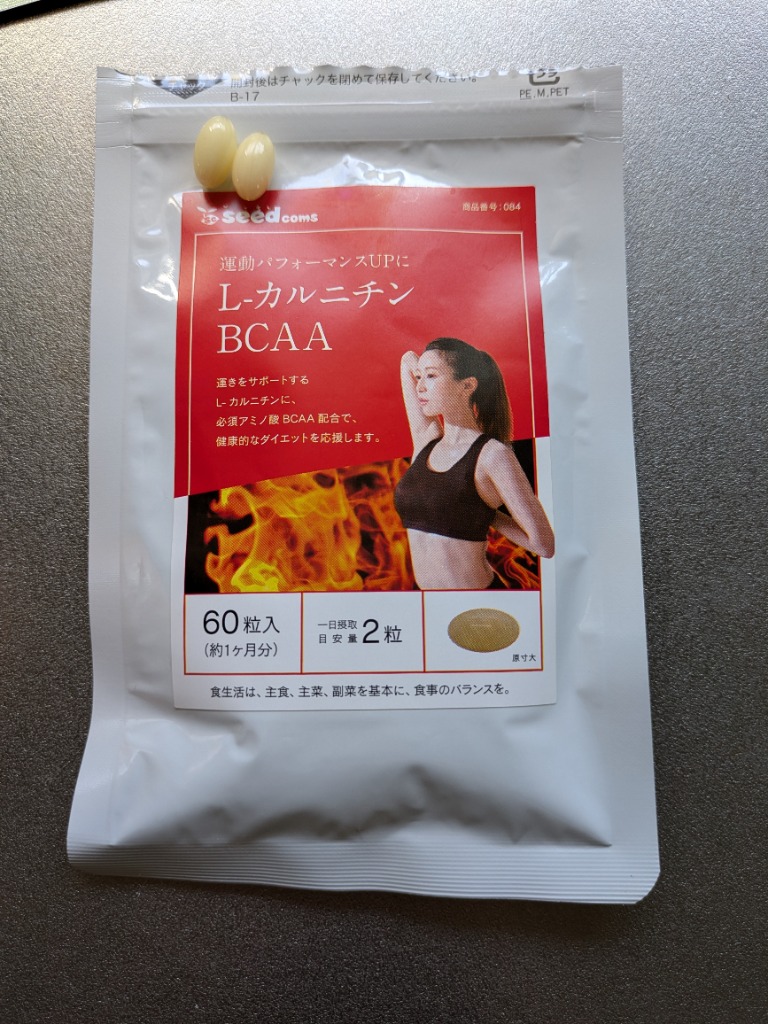 開封後はチャックを閉めて保存してください。
B-17
PE.M.PET
seedcoms
商品番号:084
運動パフォーマンスUPに
L-カルニチン
BCAA
運きをサポートする
L-カルニチンに、
必須アミノ酸BCAA配合で、
健康的なダイエットを応援します。
60粒入
(約1ヶ月分)
一日摂取
目安量 2粒
原寸大
食生活は、主食、主菜、副菜を基本に、食事のバランスを。